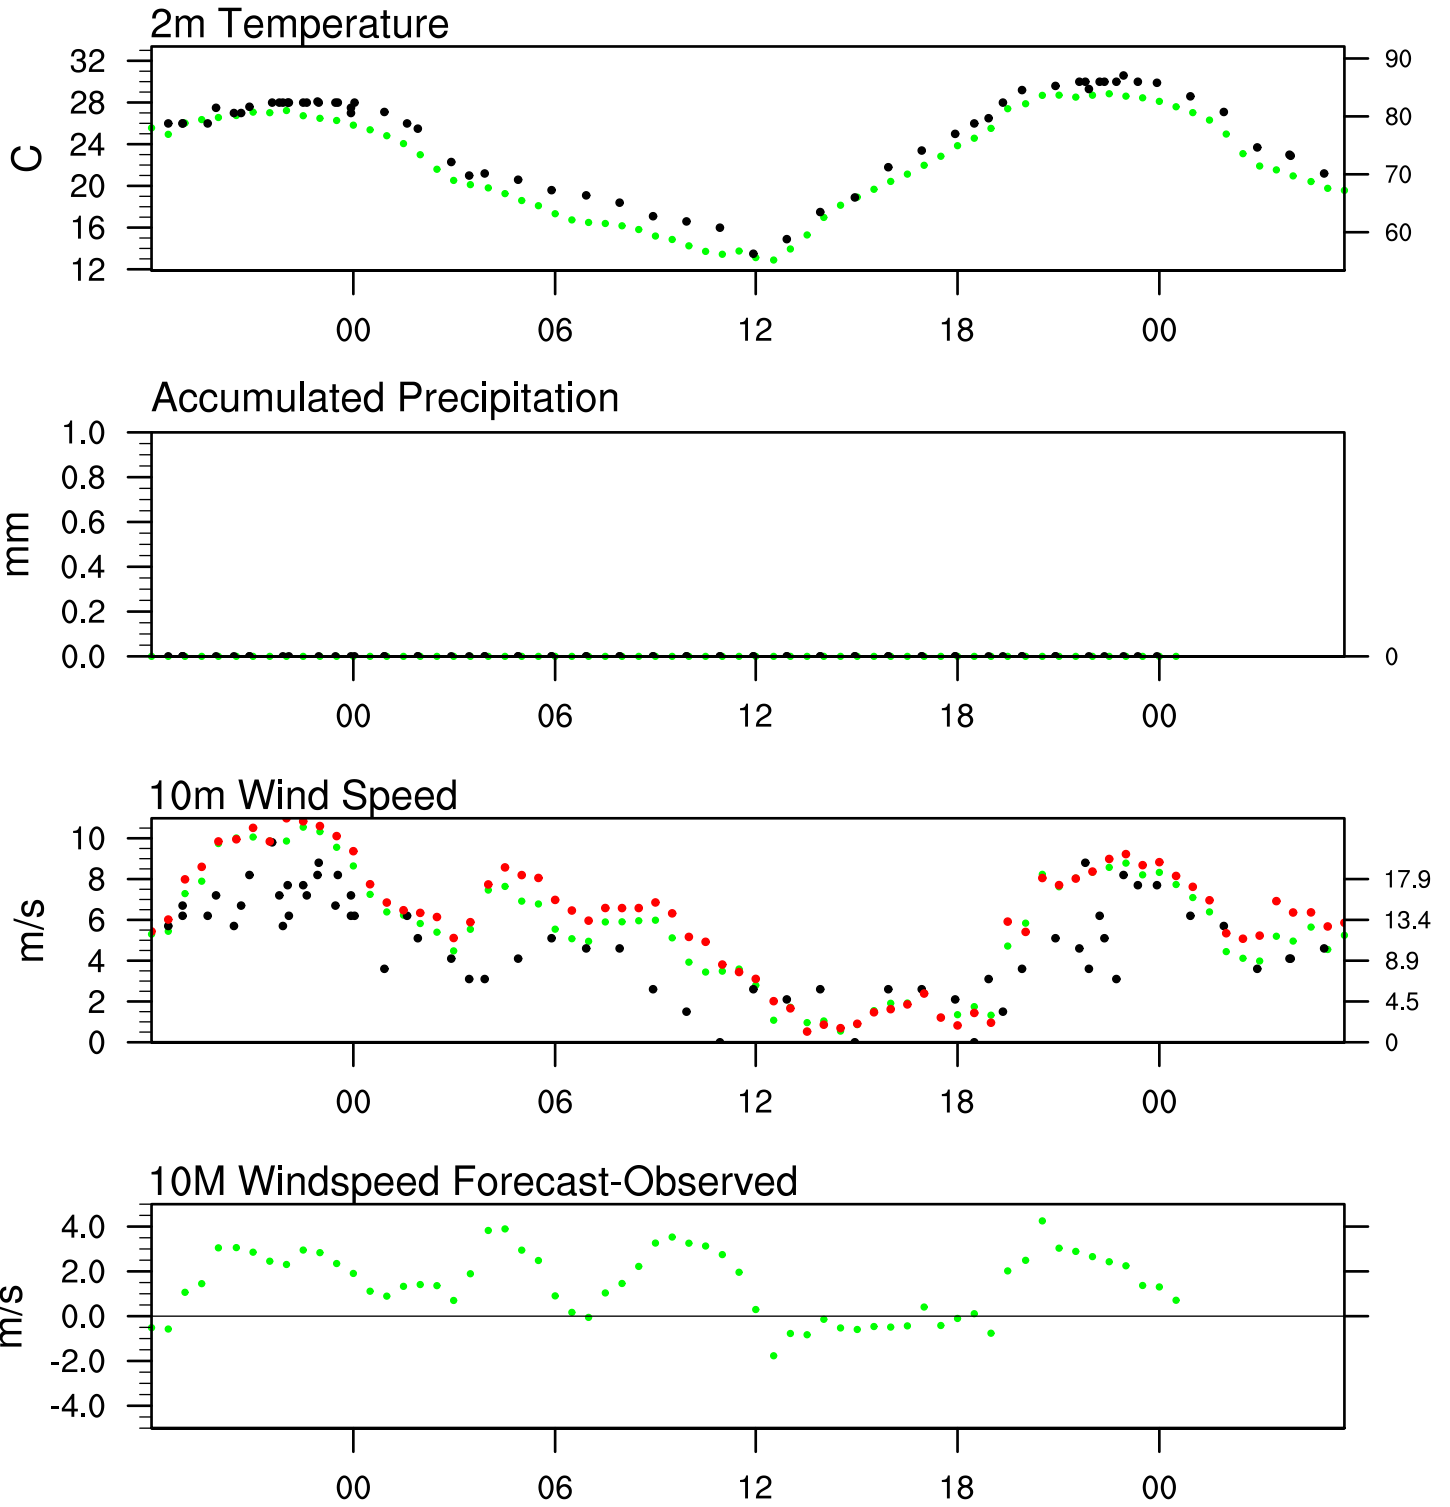 2m Temperature
32
28
24
20
16
12
C
90
80
70
60
00 06 12 18 00
Accumulated Precipitation
1.0
0.8
0.6
0.4
0.2
0.0
mm
0
00 06 12 18 00
10m Wind Speed
10
8
6
4
2
0
m/s
17.9
13.4
8.9
4.5
0
00 06 12 18 00
10M Windspeed Forecast-Observed
4.0
2.0
0.0
-2.0
-4.0
m/s
00 06 12 18 00